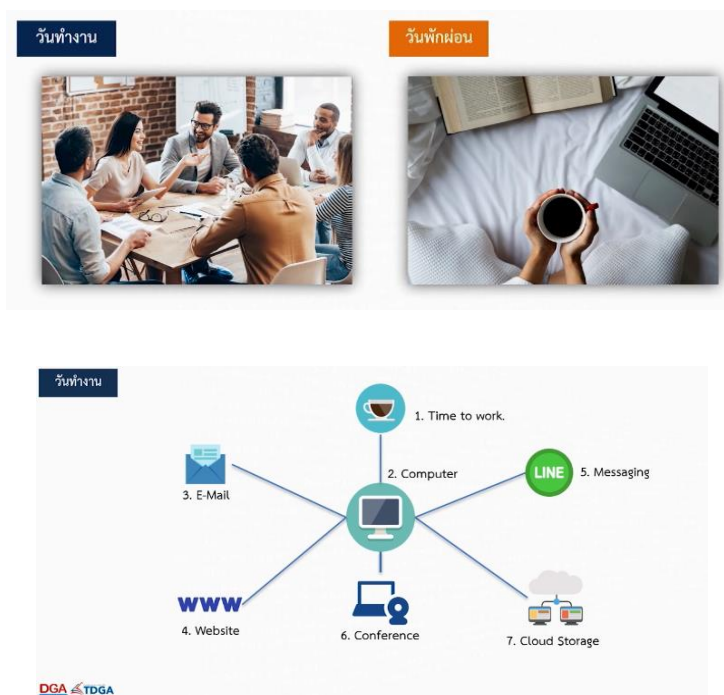 วันทำงาน
วันพักผ่อน
วันทำงาน
1. Time to work.
2. Computer
LINE
5. Messaging
3. E-Mail
WWW
4. Website
6. Conference
7. Cloud Storage
DGA TDGA